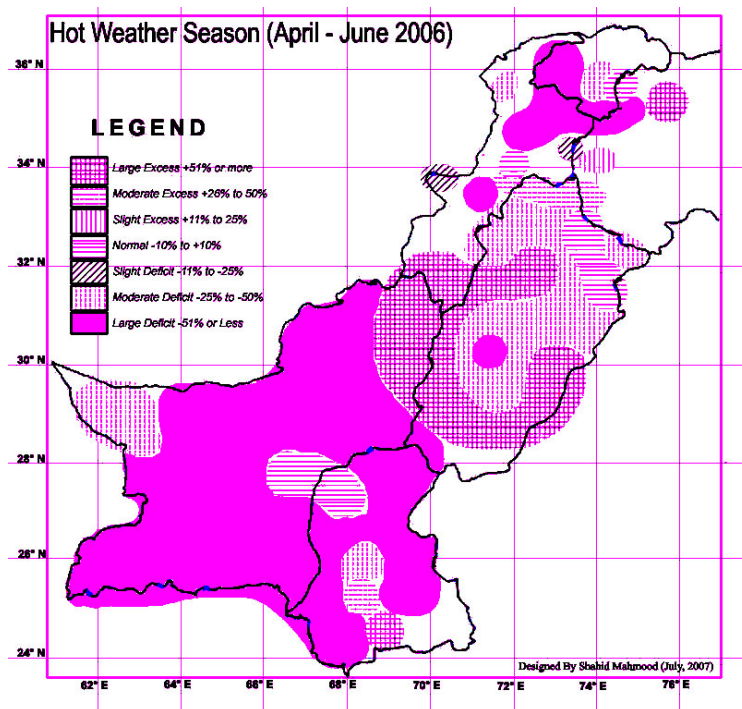 Hot Weather Season (April - June 2006)
36° N
LEGEND
Large Excess +51% or more
34° N
Moderate Excess +26% to 50%
Slight Excess +11% to 25%
Normal -10% to +10%
32° N
Slight Deficit -11% to -25%
Moderate Deficit -25% to -50%
Large Deficit -51% or Less
30° N
28° N
26° N
24° N
Designed By Shahid Mahmood (July, 2007)
62° E 64° E 66° E 68° E 70° E 72° E 74° E 76° E